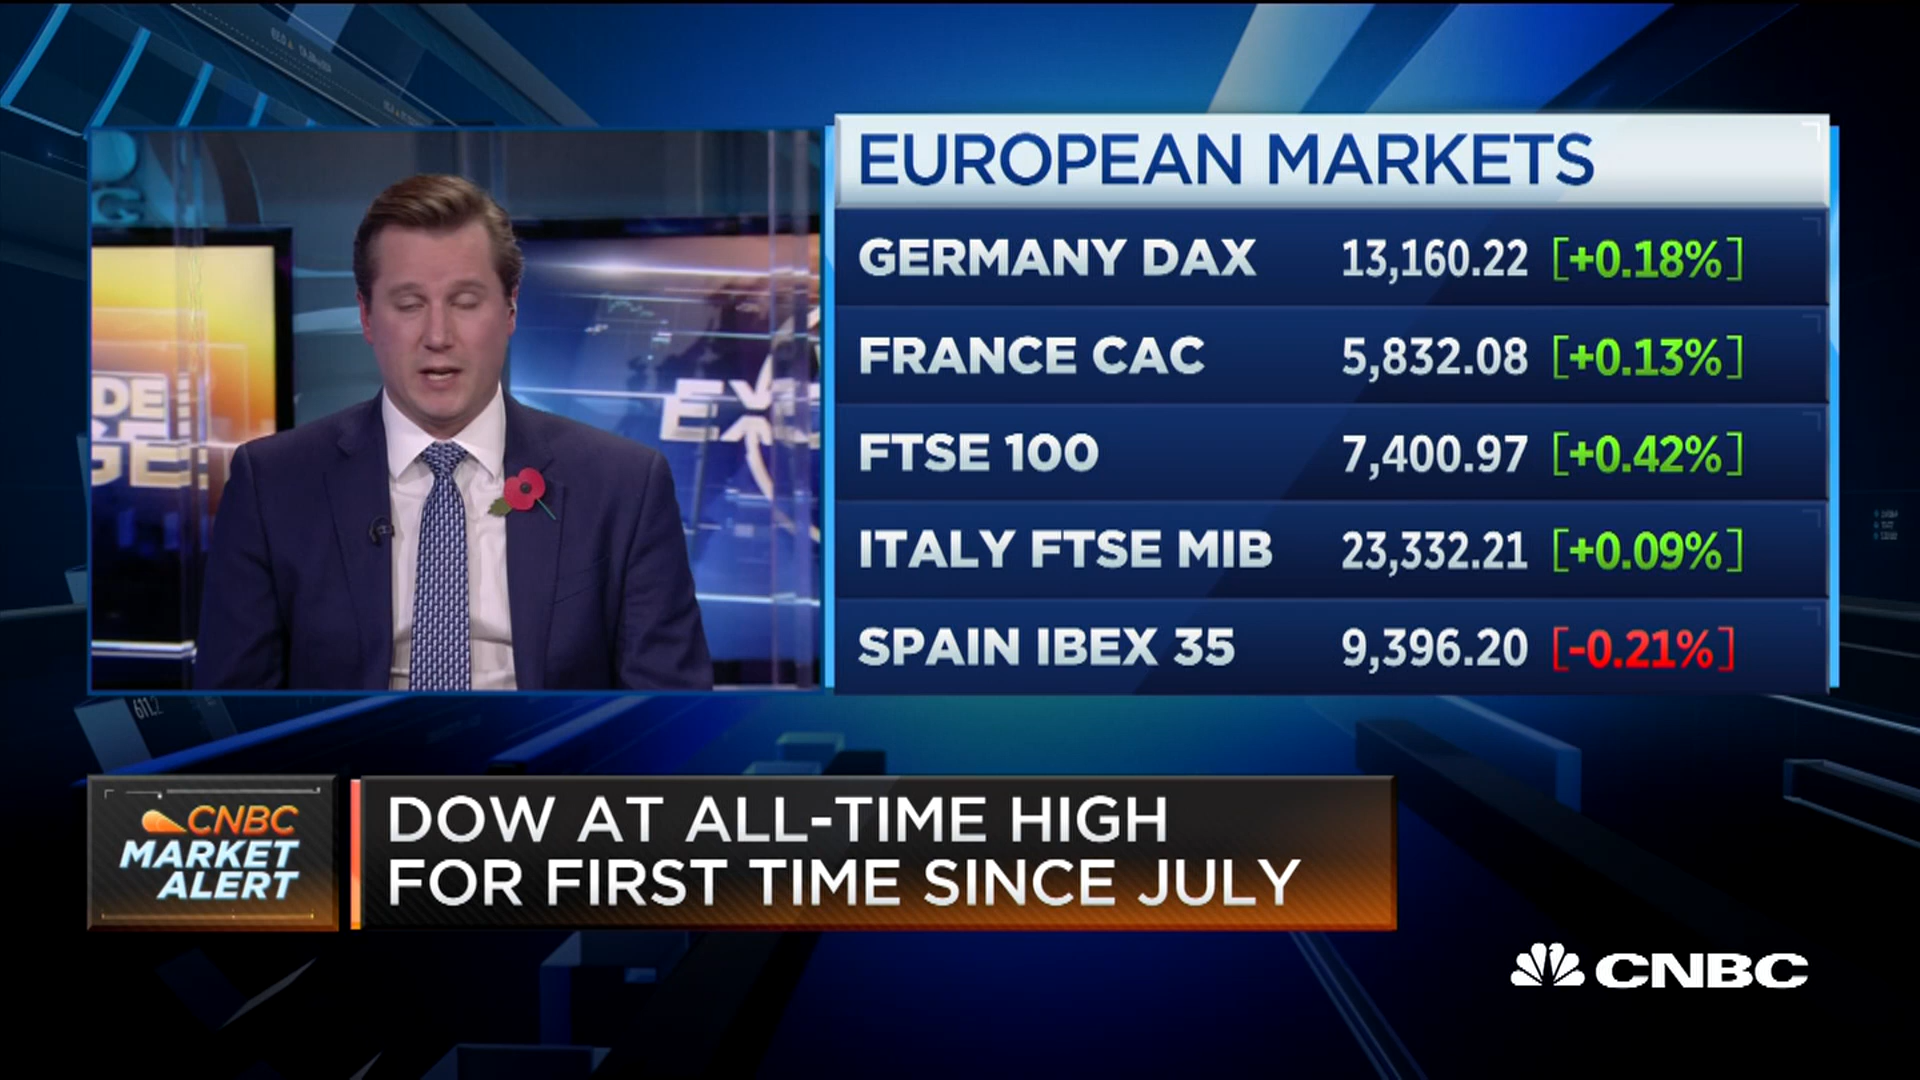 EUROPEAN MARKETS
GERMANY DAX 13,160.22 [+0.18%]
FRANCE CAC 5,832.08 [+0.13%]
FTSE 100 7,400.97 [+0.42%]
ITALY FTSE MIB 23,332.21 [+0.09%]
SPAIN IBEX 35 9,396.20 [-0.21%]
CNBC
MARKET
ALERT
DOW AT ALL-TIME HIGH
FOR FIRST TIME SINCE JULY
CNBC